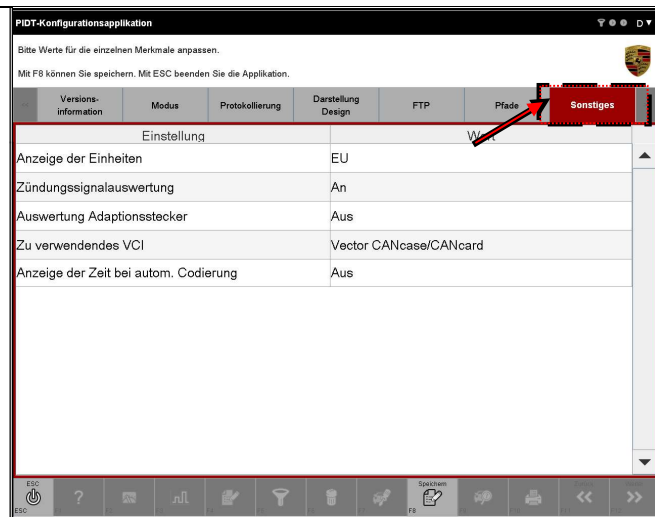 PIDT-Konfigurationsapplikation D
Bitte Werte für die einzelnen Merkmale anpassen.
Mit F8 können Sie speichern. Mit ESC beenden Sie die Applikation.
Versions-
information
Modus
Protokollierung
Darstellung
Design
FTP
Pfade
Sonstiges
Einstellung
Anzeige der Einheiten EU
Zündungssignalauswertung An
Auswertung Adaptionsstecker Aus
Zu verwendendes VCI Vector CANcase/CANcard
Anzeige der Zeit bei autom. Codierung Aus
ESC
ESC
?
Speichern
F8